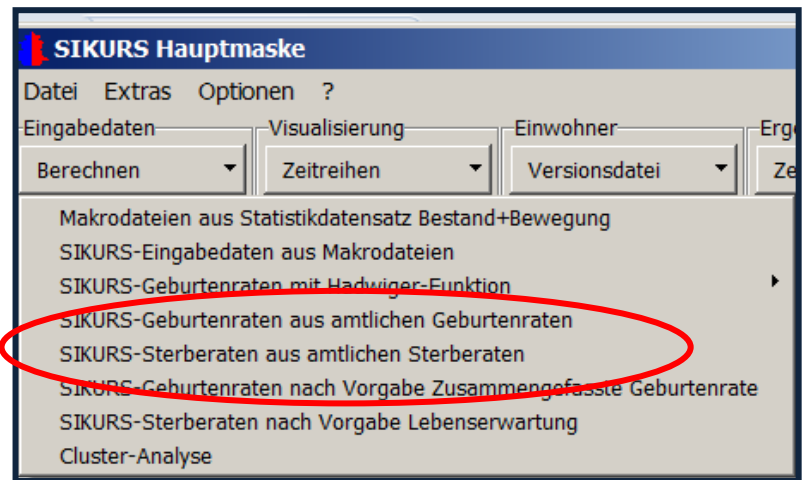 SIKURS Hauptmaske
Datei Extras Optionen ?
Eingabedaten Visualisierung Einwohner Erg
Berechnen Zeitreihen Versionsdatei Ze
Makrodateien aus Statistikdatensatz Bestand+Bewegung
SIKURS-Eingabedaten aus Makrodateien
SIKURS-Geburtenraten mit Hadwiger-Funktion
SIKURS-Geburtenraten aus amtlichen Geburtenraten
SIKURS-Sterberaten aus amtlichen Sterberaten
SIKURS-Geburtenraten nach Vorgabe Zusammengefasste Geburtenrate
SIKURS-Sterberaten nach Vorgabe Lebenserwartung
Cluster-Analyse